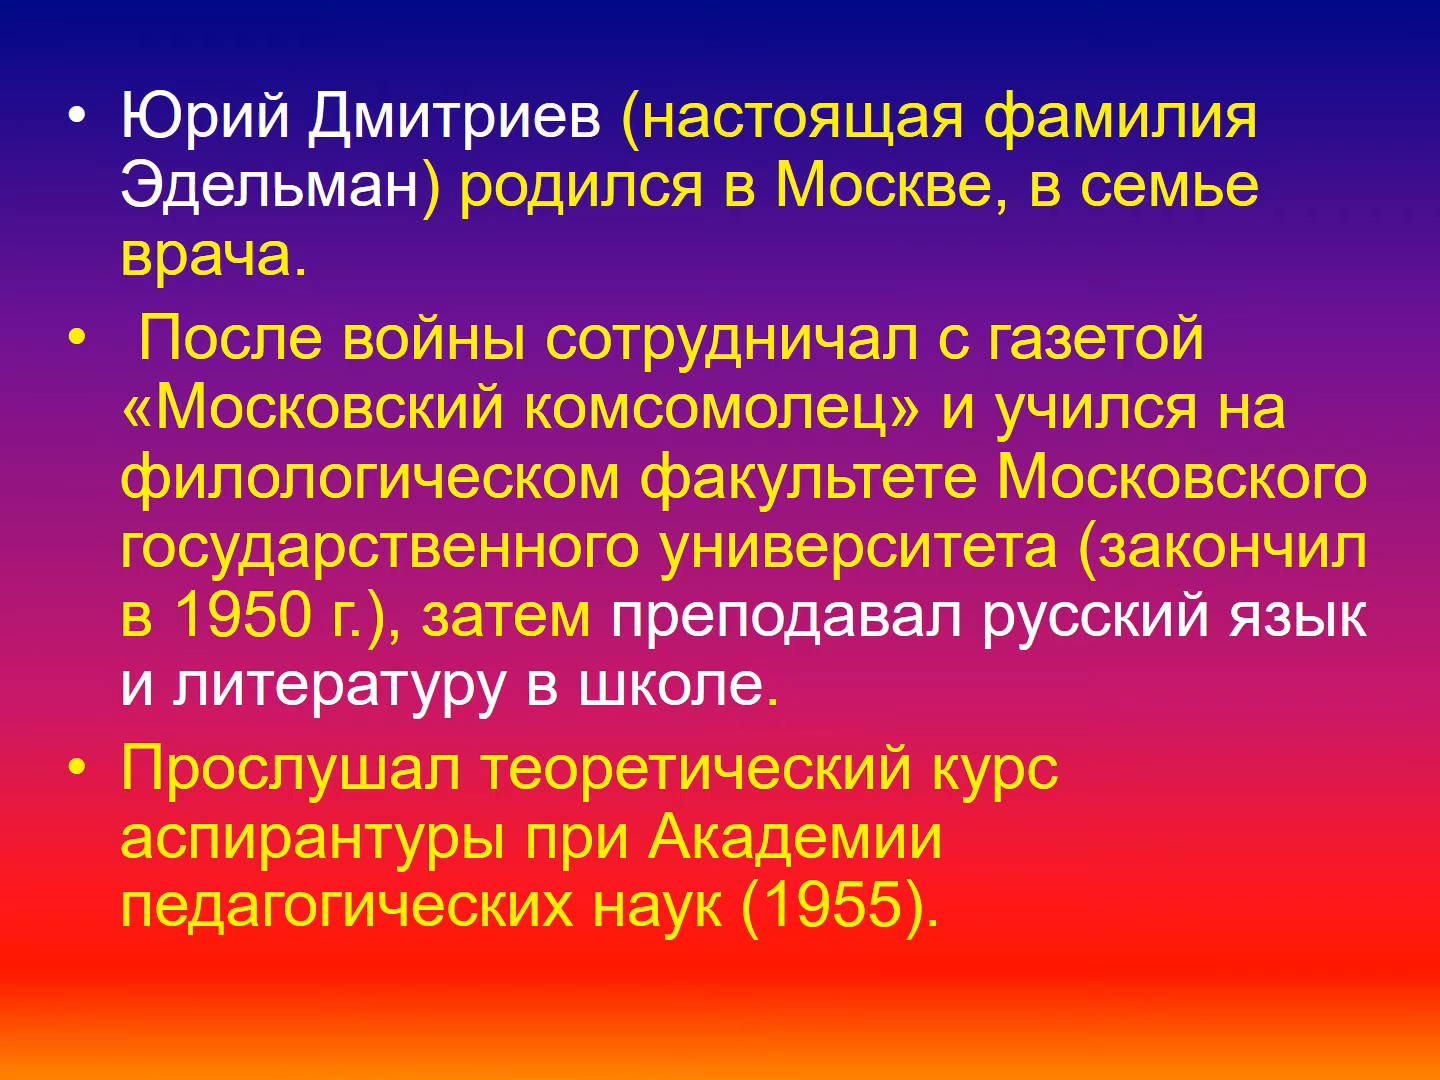 • Юрий Дмитриев (настоящая фамилия
Эдельман) родился в Москве, в семье
врача.
• После войны сотрудничал с газетой
«Московский комсомолец» и учился на
филологическом факультете Московского
государственного университета (закончил
в 1950 г.), затем преподавал русский язык
и литературу в школе.
• Прослушал теоретический курс
аспирантуры при Академии
педагогических наук (1955).